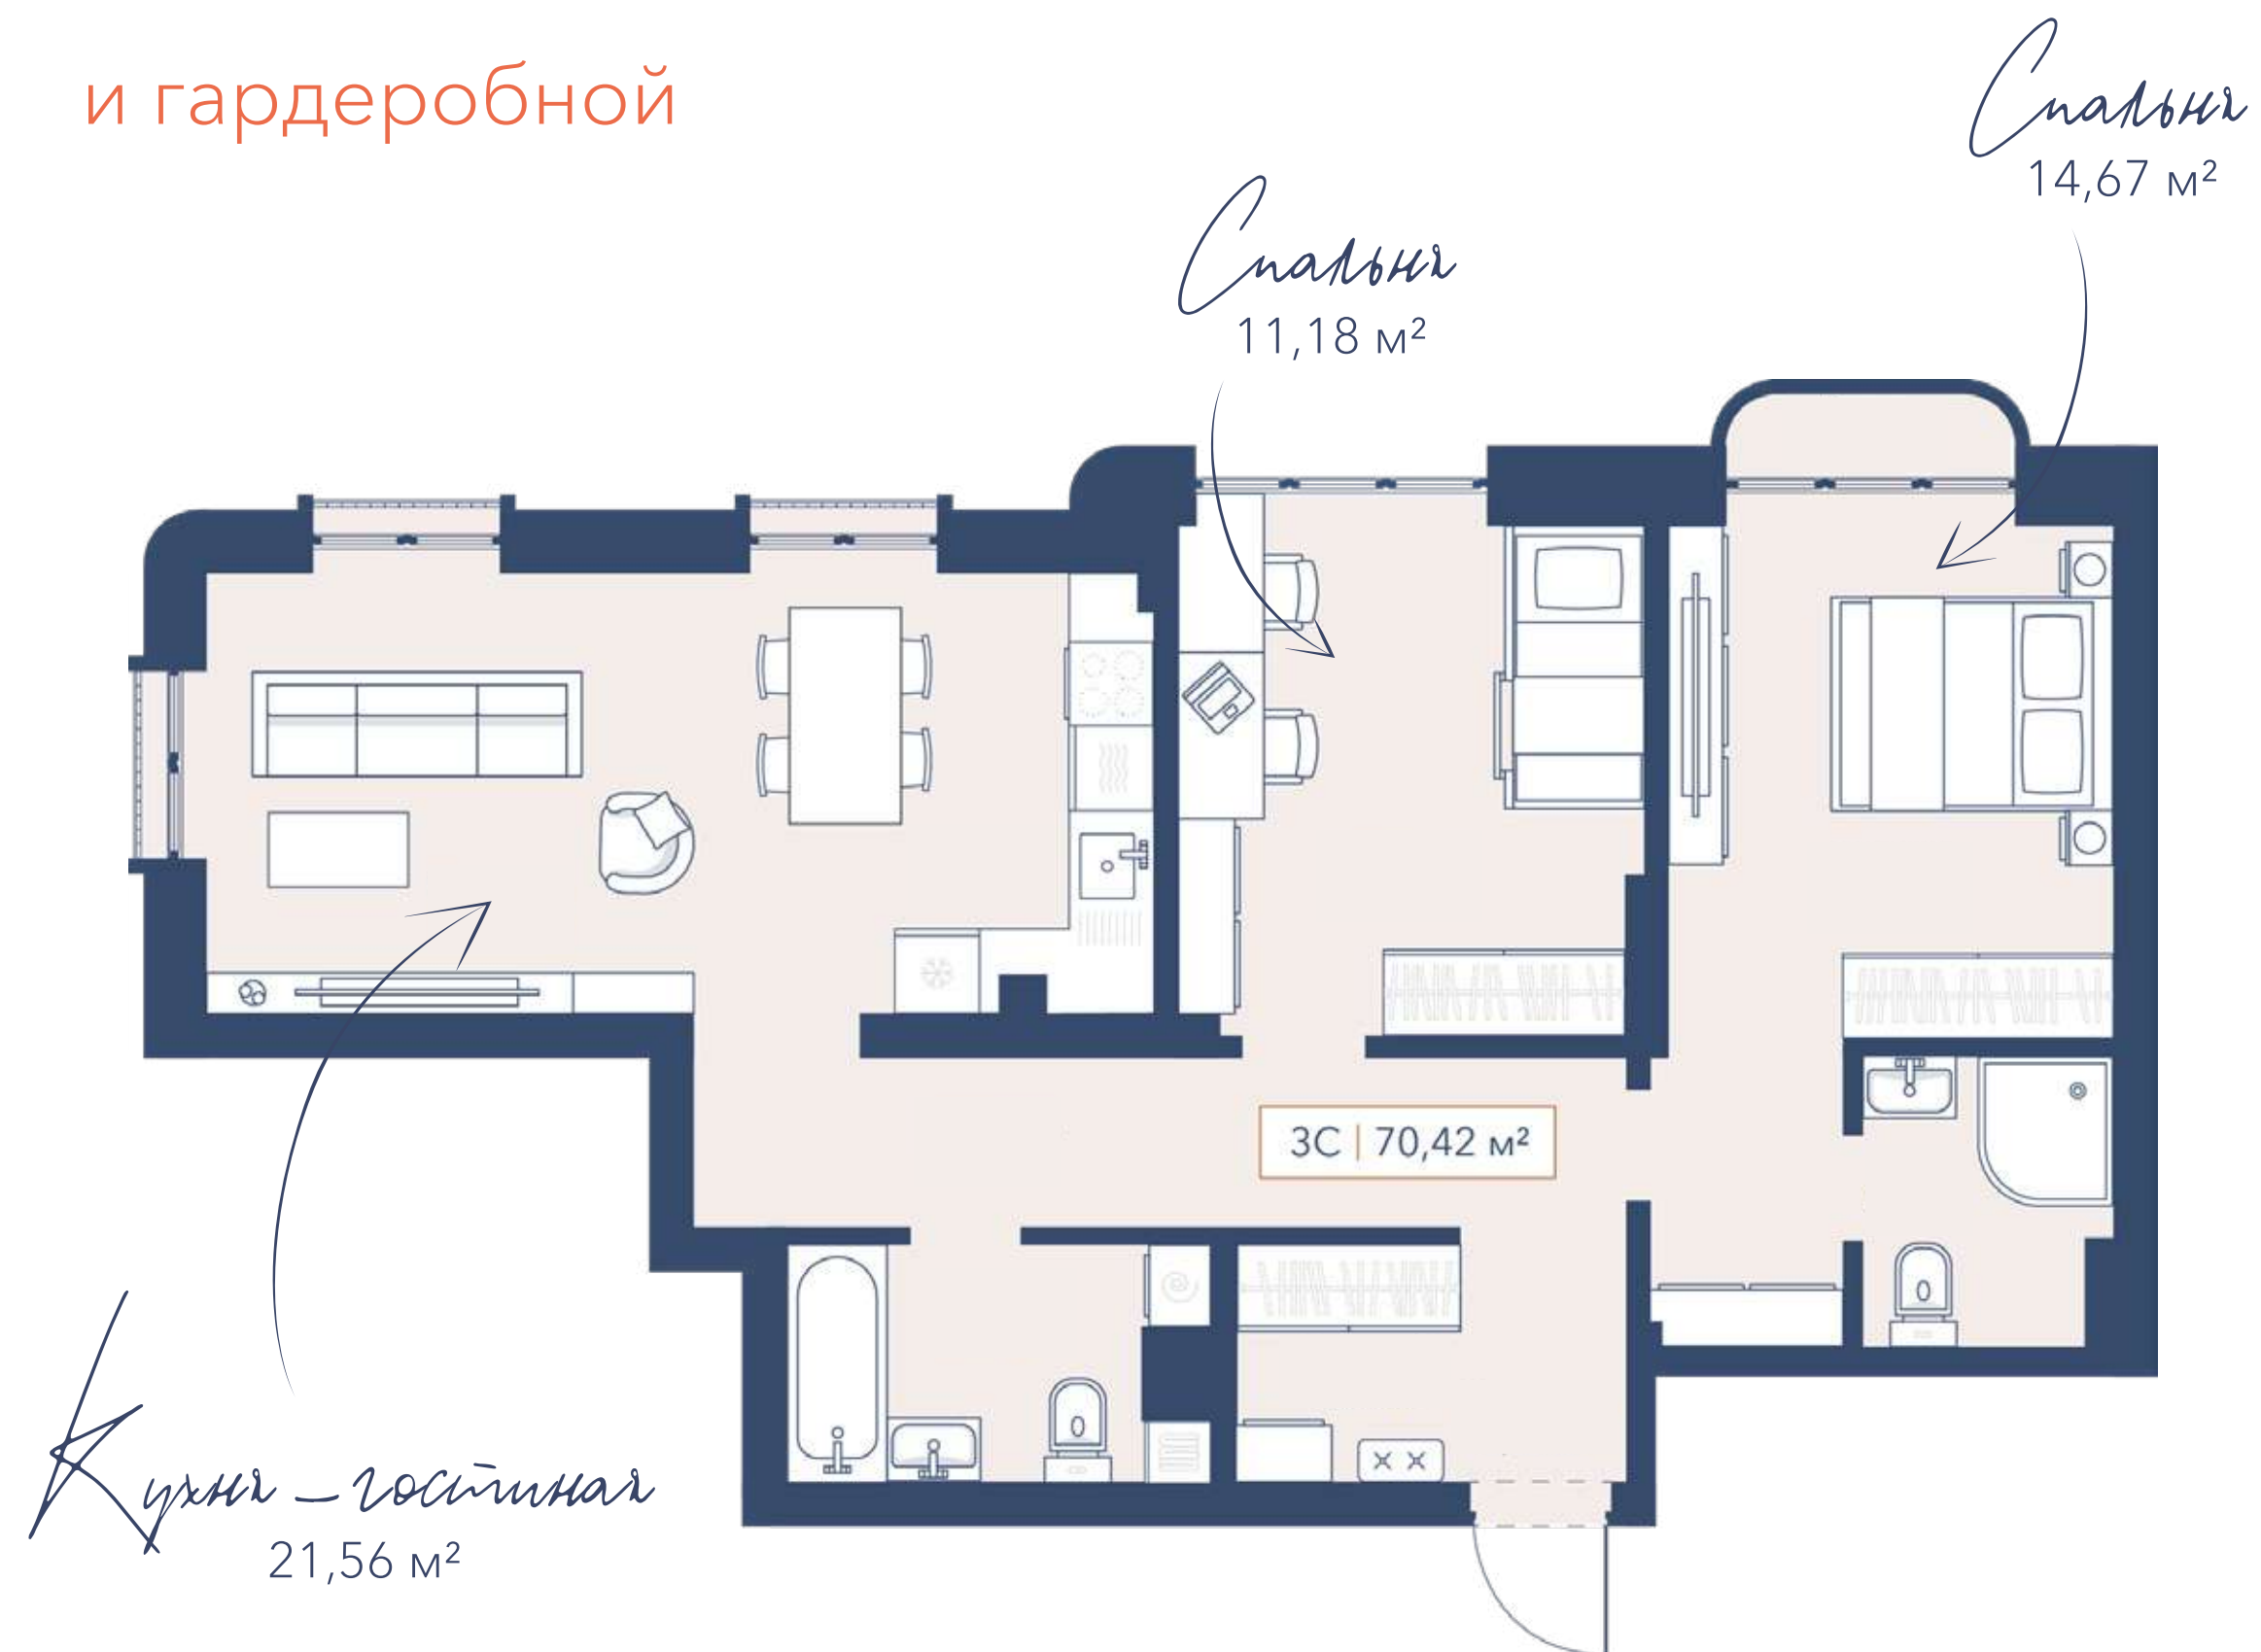 и гардеробной
Спальня
14,67 м²
Спальня
11,18 м²
3С | 70,42 м²
Кухня – гостиная
21,56 м²